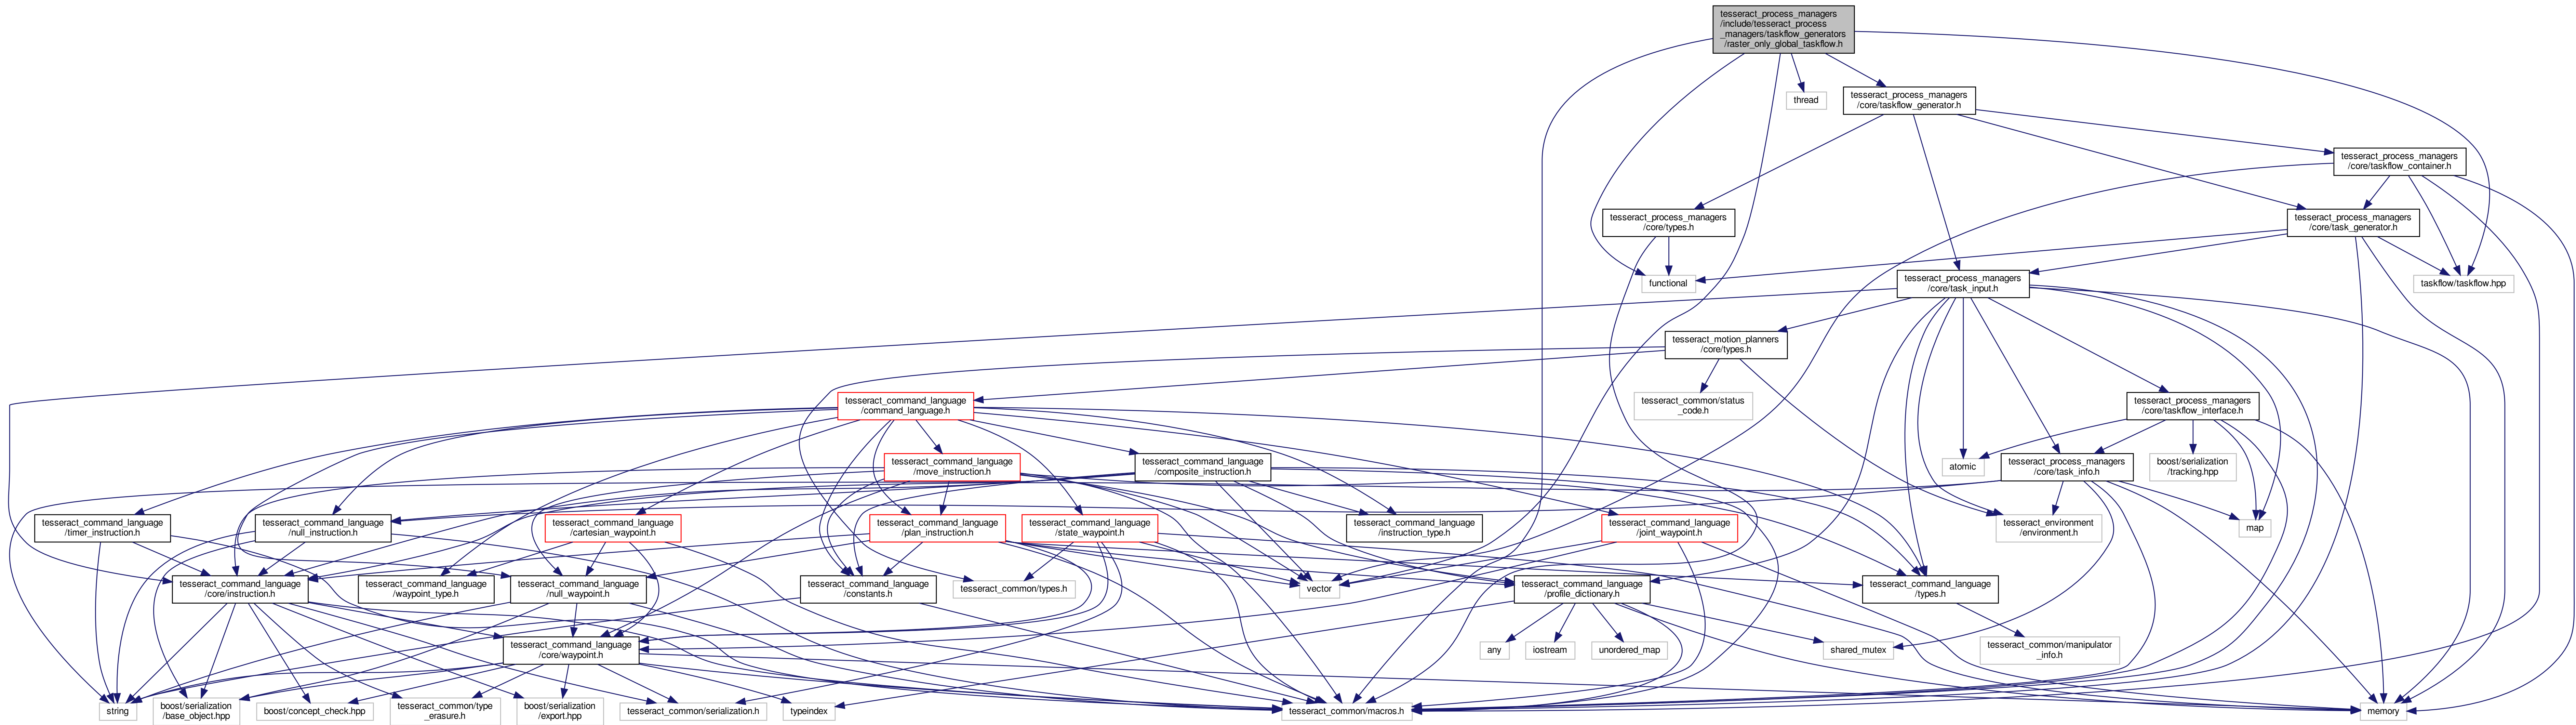 tesseract_process_managers
/include/tesseract_process
_managers/taskflow_generators
/raster_only_global_taskflow.h
thread
tesseract_process_managers
/core/taskflow_generator.h
tesseract_process_managers
/core/taskflow_container.h
tesseract_process_managers
/core/types.h
tesseract_process_managers
/core/task_generator.h
functional
tesseract_process_managers
/core/task_input.h
taskflow/taskflow.hpp
tesseract_motion_planners
/core/types.h
tesseract_command_language
/command_language.h
tesseract_common/status
_code.h
tesseract_process_managers
/core/taskflow_interface.h
tesseract_command_language
/move_instruction.h
tesseract_command_language
/composite_instruction.h
atomic
tesseract_process_managers
/core/task_info.h
boost/serialization
/tracking.hpp
tesseract_command_language
/timer_instruction.h
tesseract_command_language
/null_instruction.h
tesseract_command_language
/cartesian_waypoint.h
tesseract_command_language
/plan_instruction.h
tesseract_command_language
/state_waypoint.h
tesseract_command_language
/instruction_type.h
tesseract_command_language
/joint_waypoint.h
tesseract_environment
/environment.h
map
tesseract_command_language
/core/instruction.h
tesseract_command_language
/waypoint_type.h
tesseract_command_language
/null_waypoint.h
tesseract_command_language
/constants.h
tesseract_common/types.h
vector
tesseract_command_language
/profile_dictionary.h
tesseract_command_language
/types.h
tesseract_command_language
/core/waypoint.h
any
iostream
unordered_map
shared_mutex
tesseract_common/manipulator
_info.h
string
boost/serialization
/base_object.hpp
boost/concept_check.hpp
tesseract_common/type
_erasure.h
boost/serialization
/export.hpp
tesseract_common/serialization.h
typeindex
tesseract_common/macros.h
memory